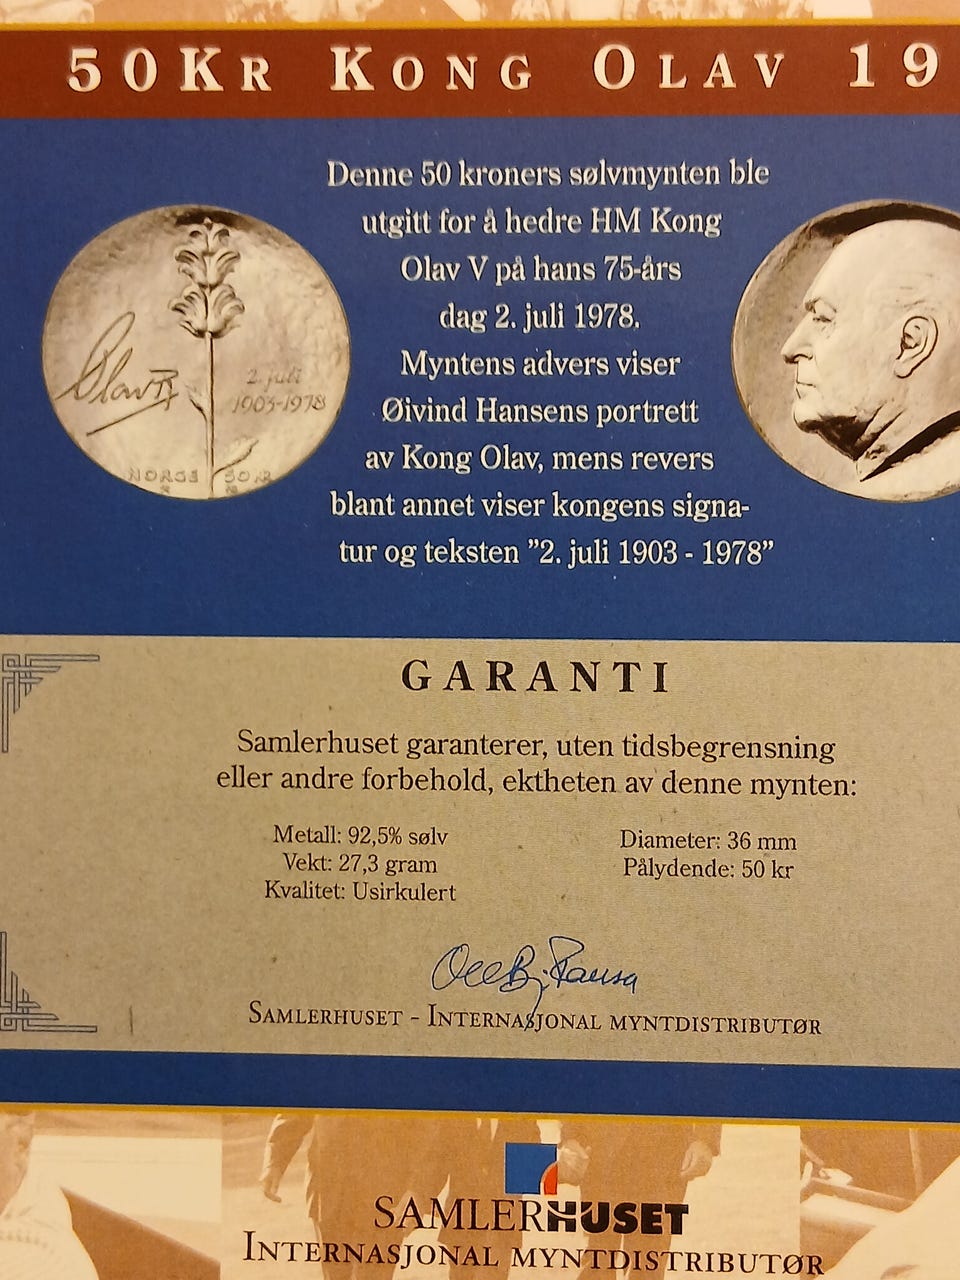 50Kr Kong Olav 19
Denne 50 kroners sølvmynten ble
utgitt for å hedre HM Kong
Olav V på hans 75-års
dag 2. juli 1978.
Myntens advers viser
Øivind Hansens portrett
av Kong Olav, mens revers
blant annet viser kongens signa-
tur og teksten ”2. juli 1903 - 1978”
Olav R
2. juli
1903-1978
NORGE 50 KR
GARANTI
Samlerhuset garanterer, uten tidsbegrensning
eller andre forbehold, ektheten av denne mynten:
Metall: 92,5% sølv
Vekt: 27,3 gram
Kvalitet: Usirkulert
Diameter: 36 mm
Pålydende: 50 kr
Samlerhuset - Internasjonal myntdistributør
SAMLERHUSET
Internasjonal myntdistributør